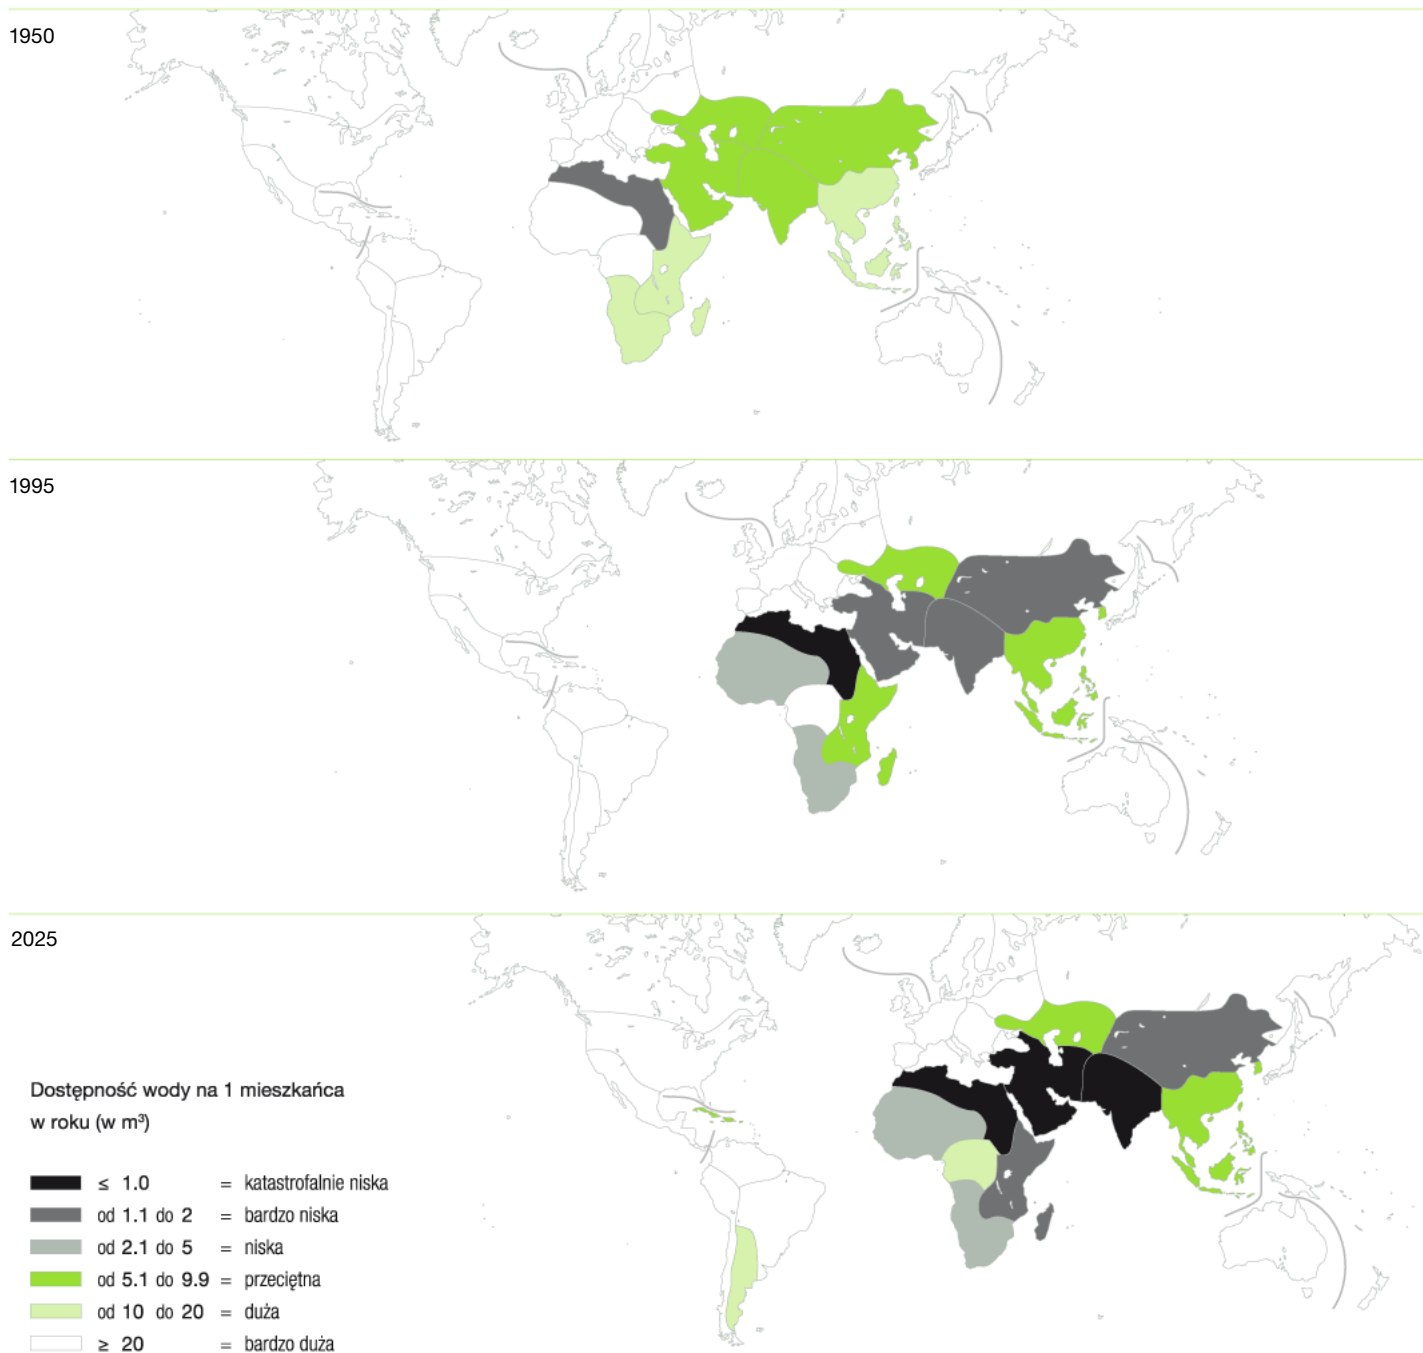 1950
1995
2025
Dostępność wody na 1 mieszkańca
w roku (w m³)
≤ 1.0 = katastrofalnie niska
od 1.1 do 2 = bardzo niska
od 2.1 do 5 = niska
od 5.1 do 9.9 = przeciętna
od 10 do 20 = duża
≥ 20 = bardzo duża